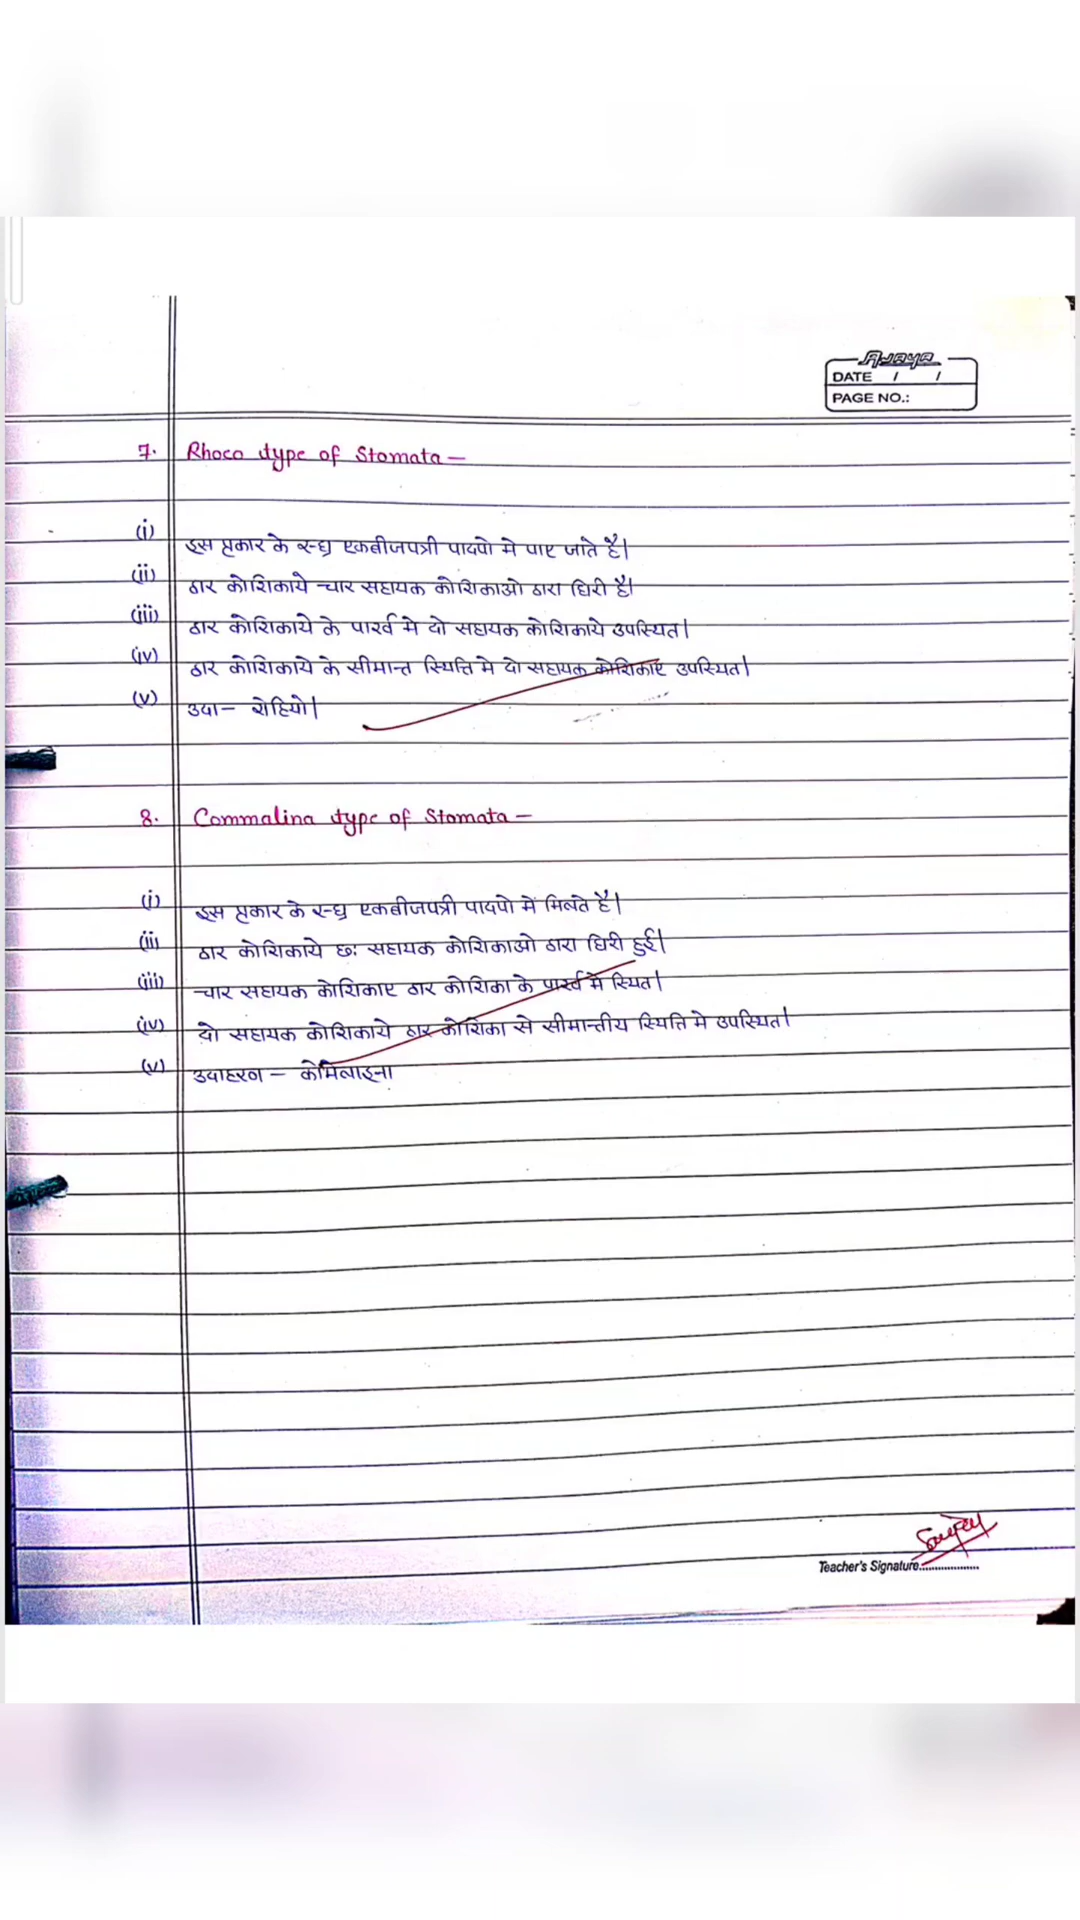 Ajaya
DATE / /
PAGE NO.:
7. Rhoeo type of Stomata –
(i) इस प्रकार के रन्ध्र एकबीजपत्री पादपो मे पाए जाते है।
(ii) द्वार कोशिकाये चार सहायक कोशिकाओ द्वारा घिरी है।
(iii) द्वार कोशिकाये के पार्श्व मे दो सहायक कोशिकाये उपस्थित।
(iv) द्वार कोशिकाये के सीमान्त स्थिति मे दो सहायक कोशिकाए उपस्थित।
(v) उदा– रोहियो।
8. Commalina type of Stomata –
(i) इस प्रकार के रन्ध्र एकबीजपत्री पादपो में मिलते है।
(ii) द्वार कोशिकाये छः सहायक कोशिकाओ द्वारा घिरी हुई।
(iii) चार सहायक कोशिकाए द्वार कोशिका के पार्श्व मे स्थित।
(iv) दो सहायक कोशिकाये द्वार कोशिका से सीमान्तीय स्थिति मे उपस्थित।
(v) उदाहरण – कोमिलाइना
Teacher's Signature